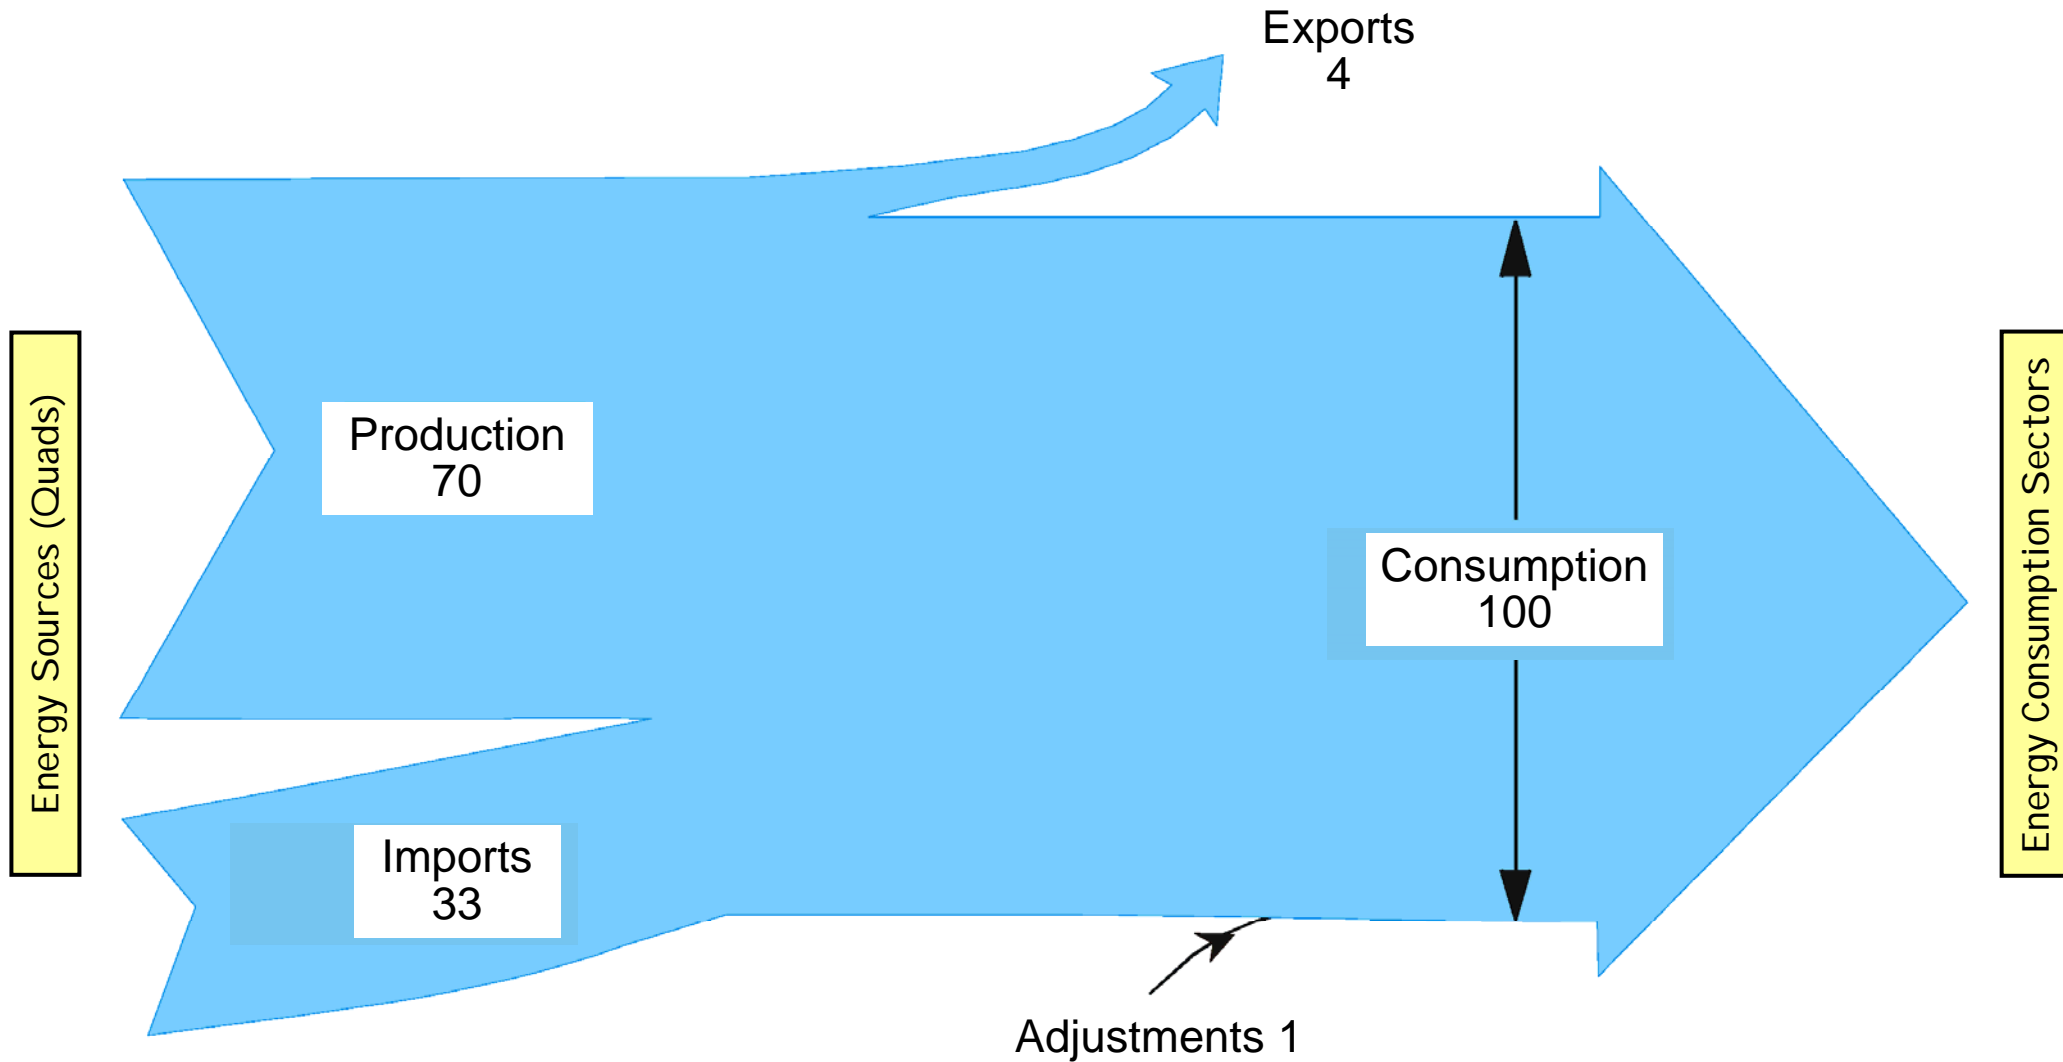 Exports
4
Energy Sources (Quads)
Production
70
Consumption
100
Energy Consumption Sectors
Imports
33
Adjustments 1